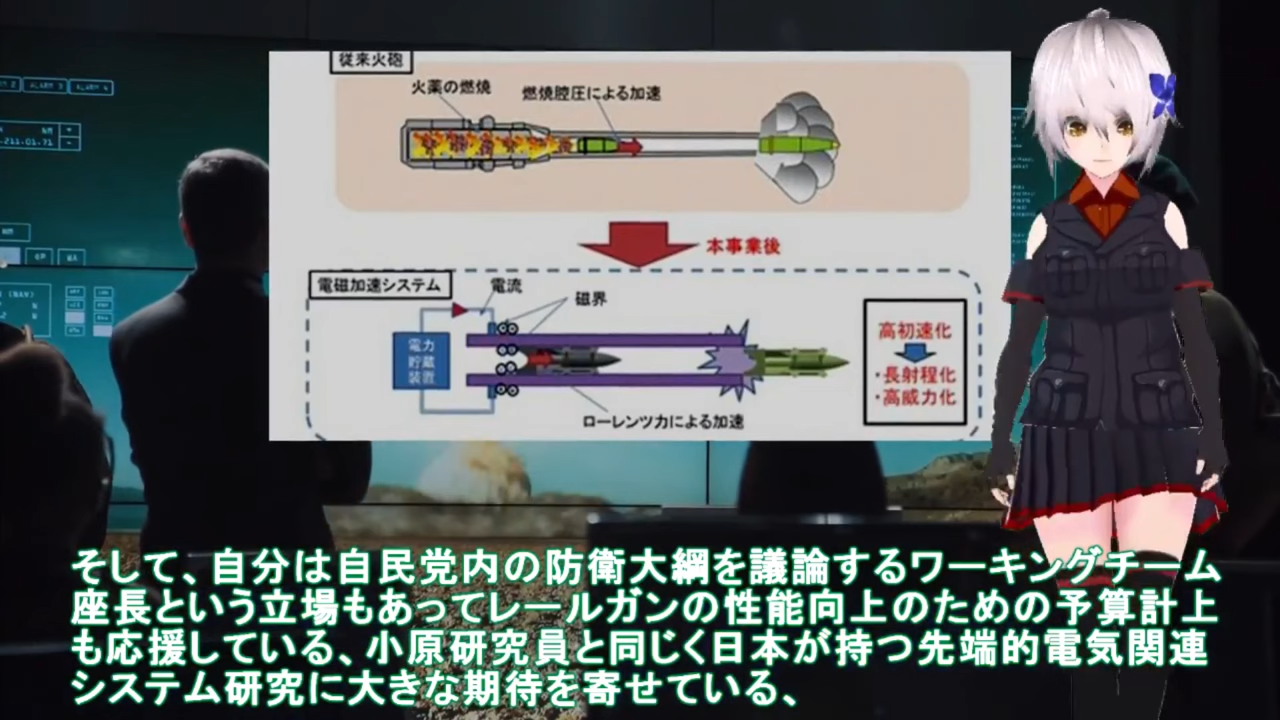 従来火砲
火薬の燃焼
燃焼膣圧による加速
本事業後
電磁加速システム
電流
磁界
電力
貯蔵
装置
ローレンツ力による加速
高初速化
・長射程化
・高威力化
そして、自分は自民党内の防衛大綱を議論するワーキングチーム
座長という立場もあってレールガンの性能向上のための予算計上
も応援している、小原研究員と同じく日本が持つ先端的電気関連
システム研究に大きな期待を寄せている、